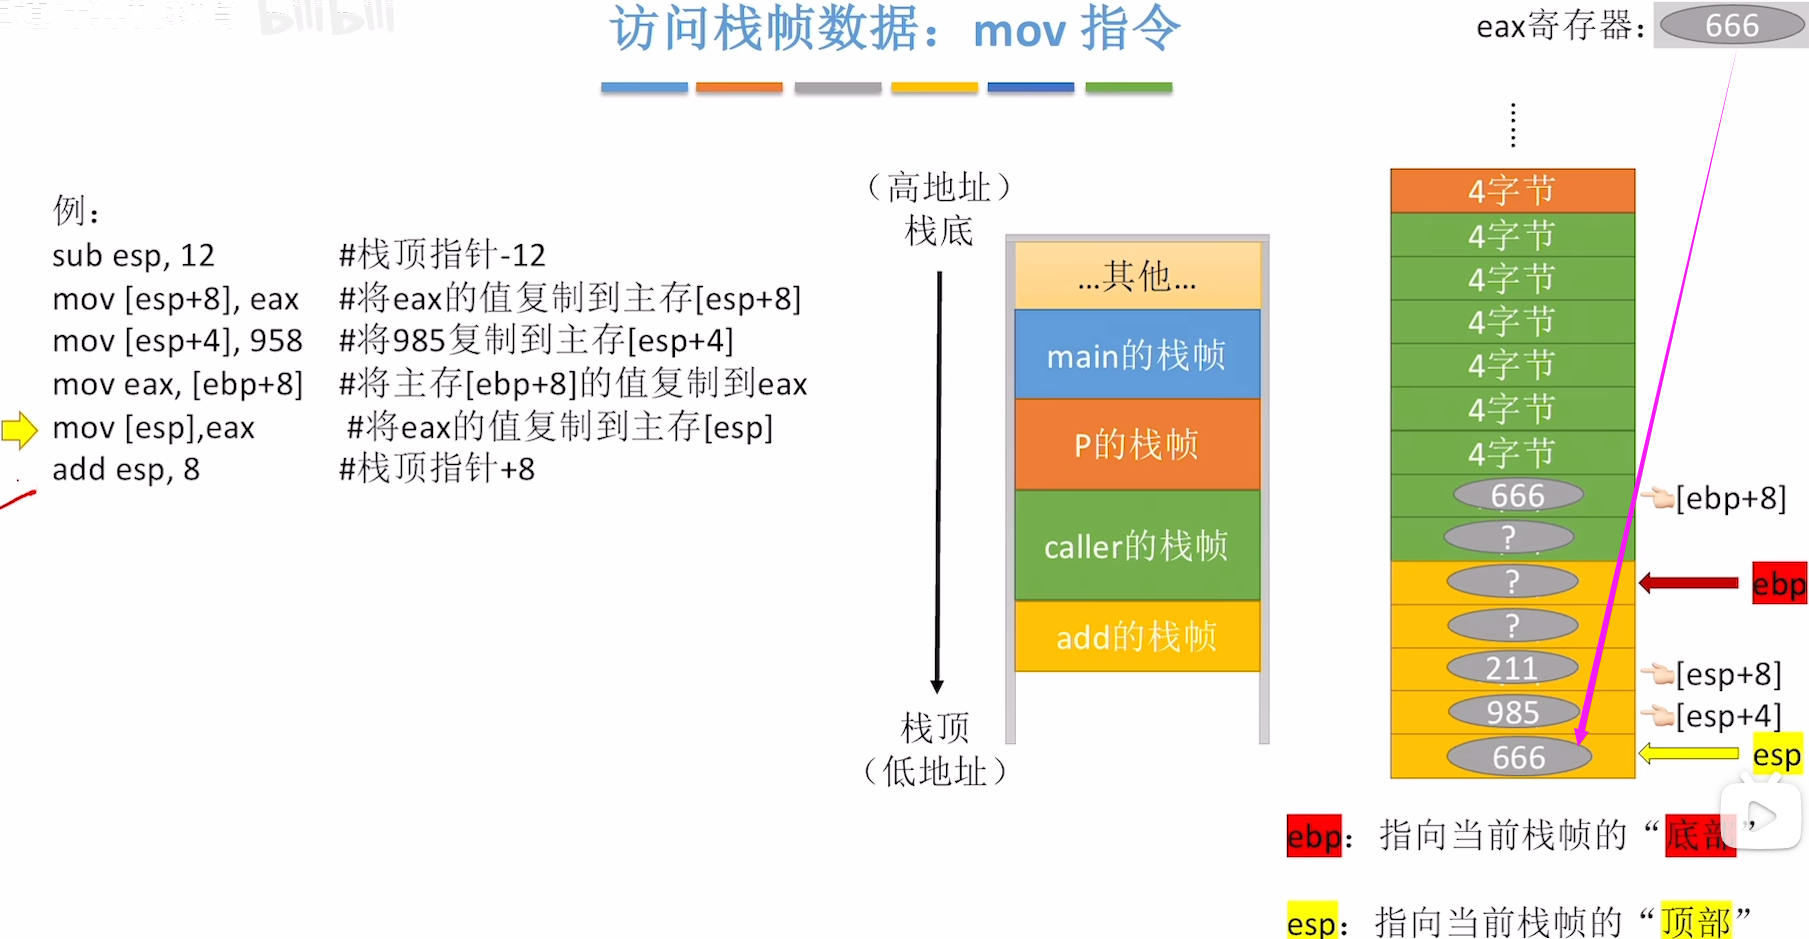 bilibili
访问栈帧数据：mov 指令
eax寄存器：
666
例：
sub esp, 12 #栈顶指针-12
mov [esp+8], eax #将eax的值复制到主存[esp+8]
mov [esp+4], 958 #将985复制到主存[esp+4]
mov eax, [ebp+8] #将主存[ebp+8]的值复制到eax
mov [esp],eax #将eax的值复制到主存[esp]
add esp, 8 #栈顶指针+8
（高地址）
栈底
栈顶
（低地址）
...其他...
main的栈帧
P的栈帧
caller的栈帧
add的栈帧
4字节
4字节
4字节
4字节
4字节
4字节
4字节
666 [ebp+8]
?
? ebp
?
211 [esp+8]
985 [esp+4]
666 esp
ebp：指向当前栈帧的“底部”
esp：指向当前栈帧的“顶部”